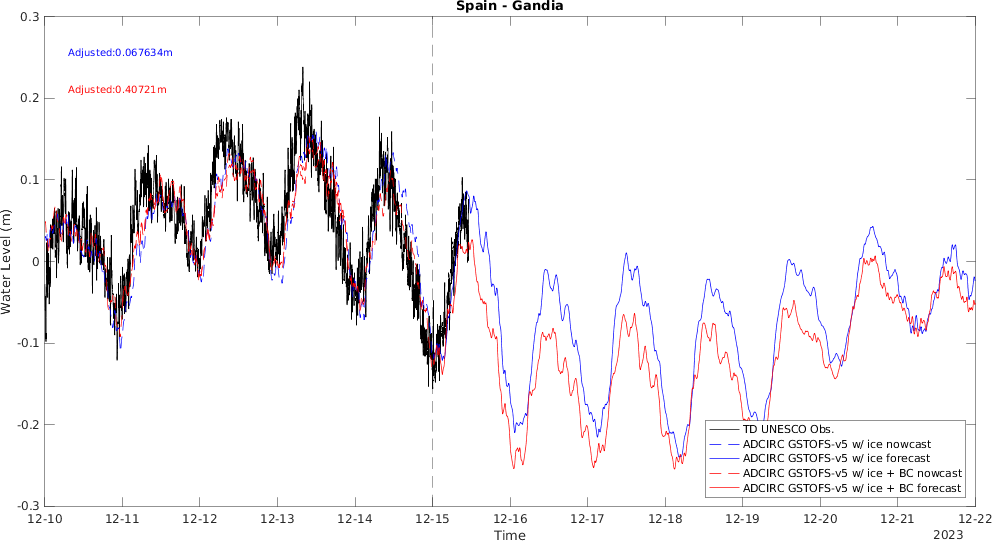 Spain - Gandia
0.3
0.2
0.1
0
-0.1
-0.2
-0.3
Water Level (m)
Adjusted:0.067634m
Adjusted:0.40721m
TD UNESCO Obs.
ADCIRC GSTOFS-v5 w/ ice nowcast
ADCIRC GSTOFS-v5 w/ ice forecast
ADCIRC GSTOFS-v5 w/ ice + BC nowcast
ADCIRC GSTOFS-v5 w/ ice + BC forecast
12-10 12-11 12-12 12-13 12-14 12-15 12-16 12-17 12-18 12-19 12-20 12-21 12-22
Time
2023